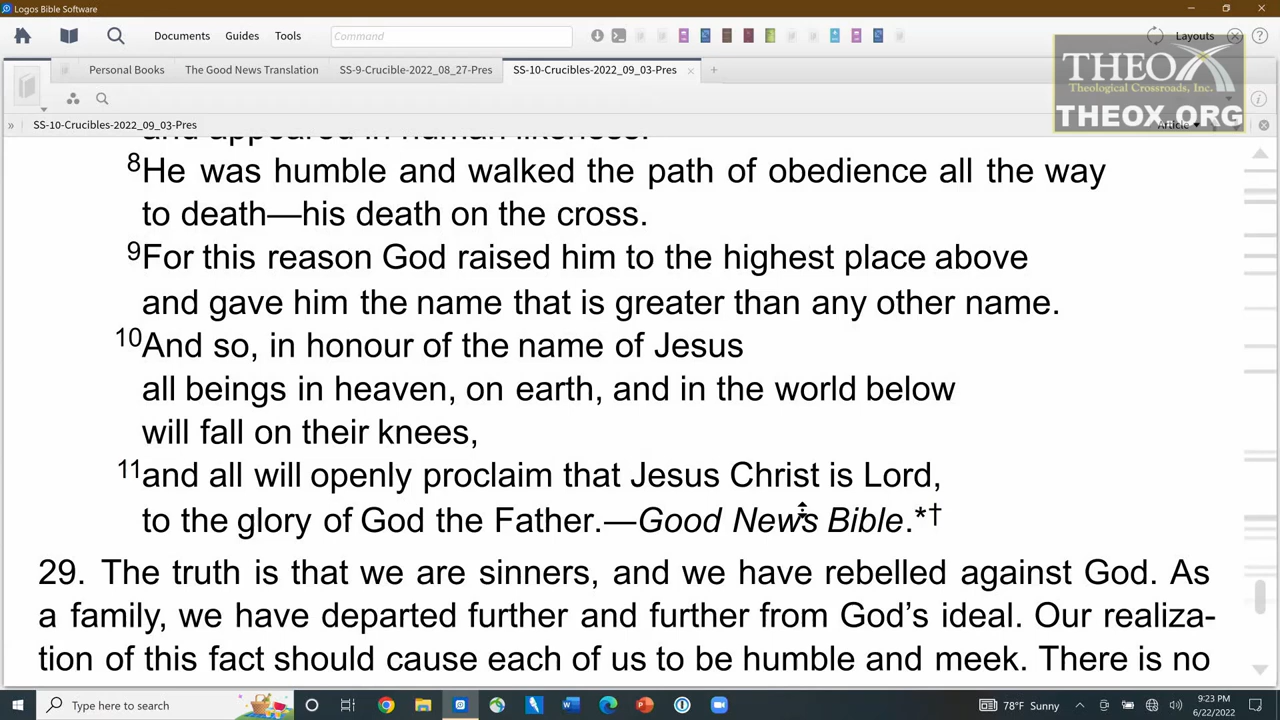 Logos Bible Software
Documents Guides Tools Command Layouts
THEOX
Theological Crossroads, Inc.
THEOX.ORG
Personal Books The Good News Translation SS-9-Crucible-2022_08_27-Pres SS-10-Crucibles-2022_09_03-Pres
SS-10-Crucibles-2022_09_03-Pres Article
and appeared in human likeness.
8He was humble and walked the path of obedience all the way
to death—his death on the cross.
9For this reason God raised him to the highest place above
and gave him the name that is greater than any other name.
10And so, in honour of the name of Jesus
all beings in heaven, on earth, and in the world below
will fall on their knees,
11and all will openly proclaim that Jesus Christ is Lord,
to the glory of God the Father.—Good News Bible.*†
29. The truth is that we are sinners, and we have rebelled against God. As
a family, we have departed further and further from God's ideal. Our realiza-
tion of this fact should cause each of us to be humble and meek. There is no
Type here to search
78°F Sunny
9:23 PM
6/22/2022